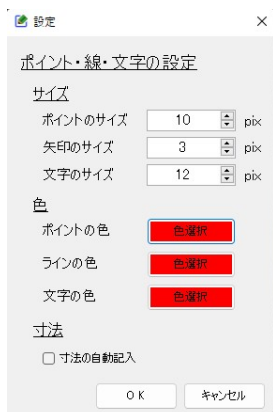 設定
ポイント・線・文字の設定
サイズ
ポイントのサイズ 10 pix
矢印のサイズ 3 pix
文字のサイズ 12 pix
色
ポイントの色 色選択
ラインの色 色選択
文字の色 色選択
寸法
寸法の自動記入
OK キャンセル